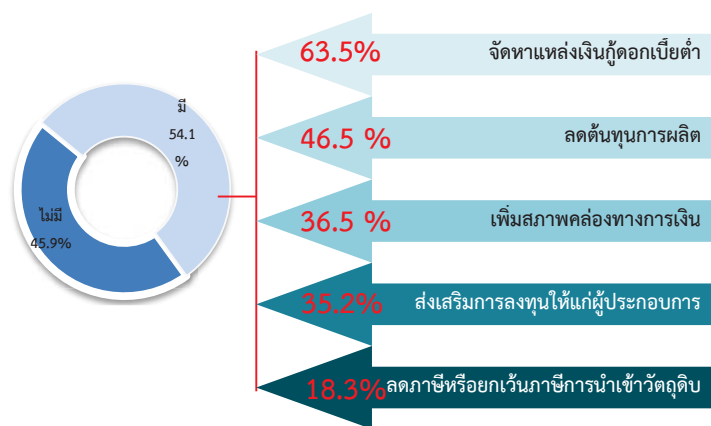 มี
54.1
%
ไม่มี
45.9%
63.5% จัดหาแหล่งเงินกู้ดอกเบี้ยต่ำ
46.5 % ลดต้นทุนการผลิต
36.5 % เพิ่มสภาพคล่องทางการเงิน
35.2% ส่งเสริมการลงทุนให้แก่ผู้ประกอบการ
18.3% ลดภาษีหรือยกเว้นภาษีการนำเข้าวัตถุดิบ